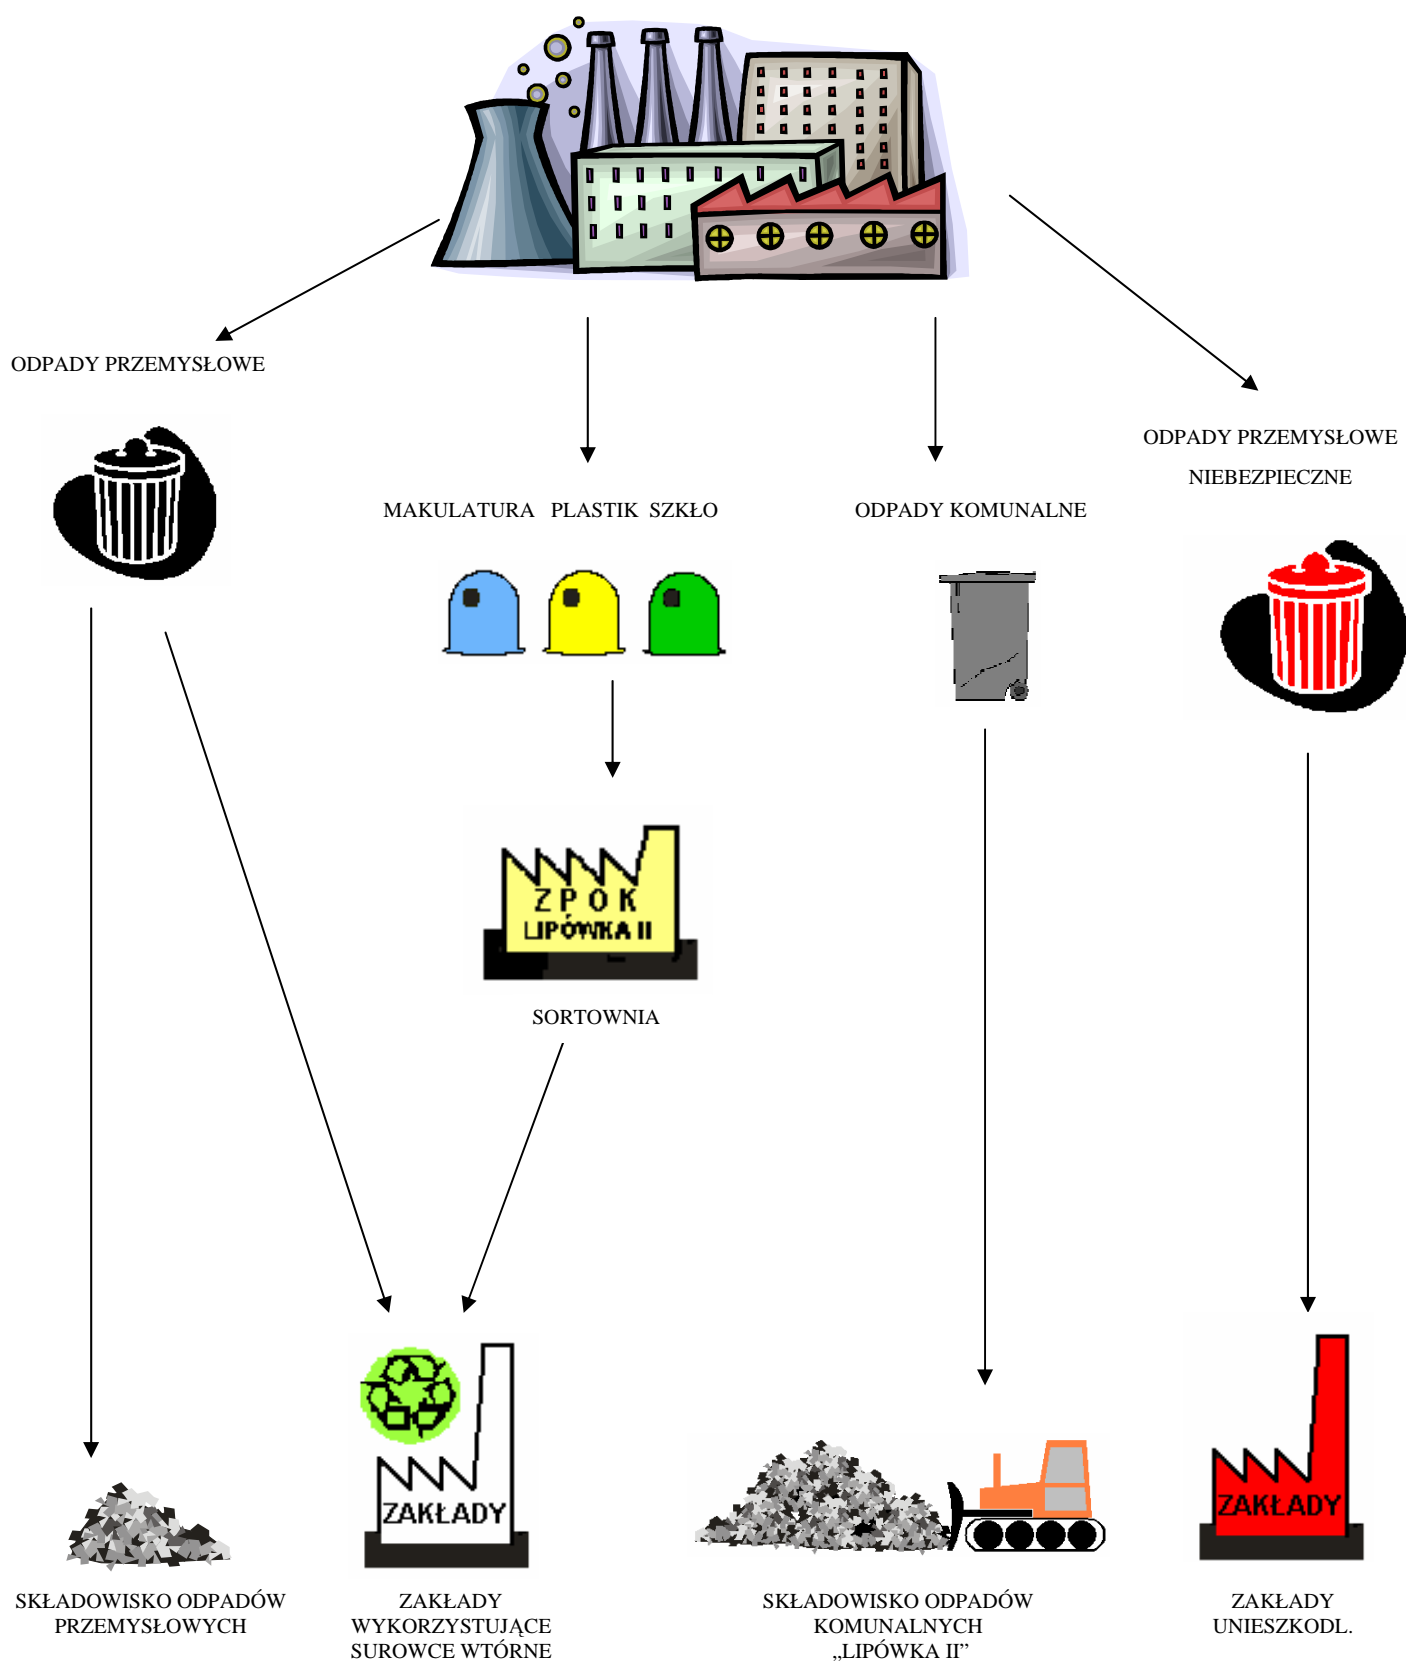 ODPADY PRZEMYSŁOWE
ODPADY PRZEMYSŁOWE
NIEBEZPIECZNE
MAKULATURA PLASTIK SZKŁO
ODPADY KOMUNALNE
Z P O K
LIPÓWKA II
SORTOWNIA
ZAKŁADY
ZAKŁADY
SKŁADOWISKO ODPADÓW
PRZEMYSŁOWYCH
ZAKŁADY
WYKORZYSTUJĄCE
SUROWCE WTÓRNE
SKŁADOWISKO ODPADÓW
KOMUNALNYCH
„LIPÓWKA II”
ZAKŁADY
UNIESZKODL.